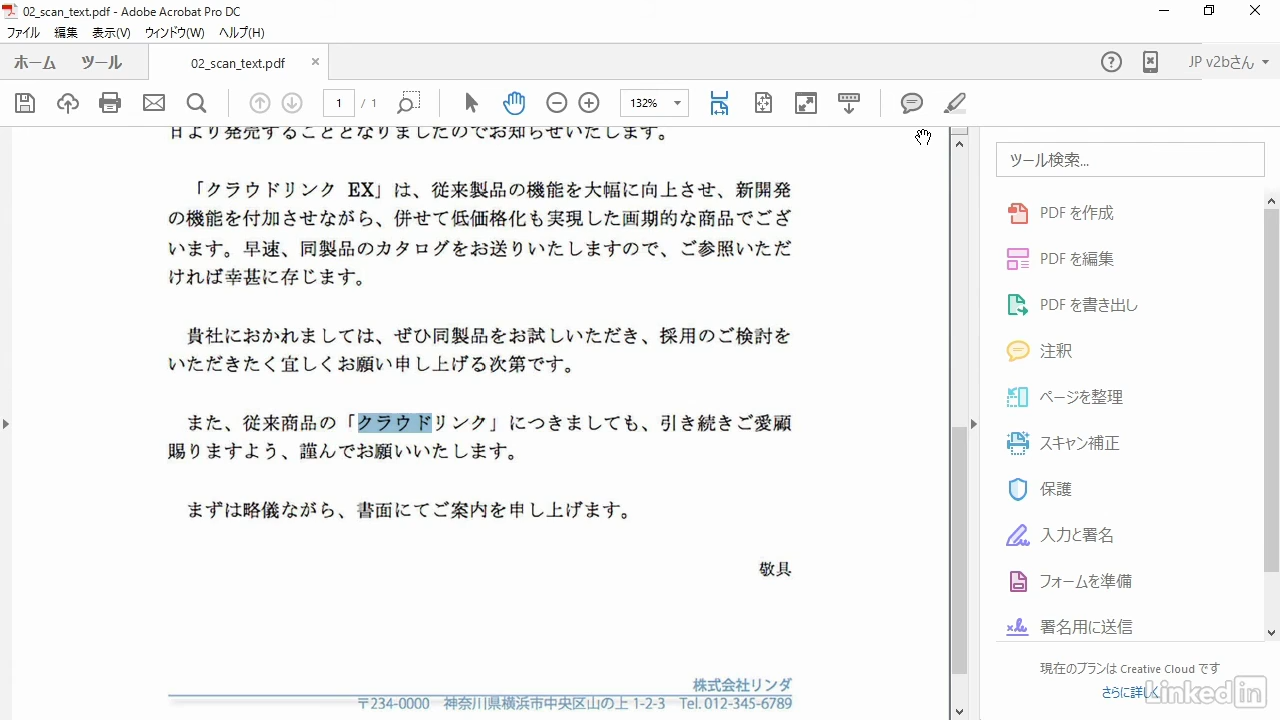 02_scan_text.pdf - Adobe Acrobat Pro DC
ファイル 編集 表示(V) ウィンドウ(W) ヘルプ(H)
ホーム ツール 02_scan_text.pdf × JP v2bさん
1 / 1 132%
日より発売することとなりましたのでお知らせいたします。
「クラウドリンク EX」は、従来製品の機能を大幅に向上させ、新開発
の機能を付加させながら、併せて低価格化も実現した画期的な商品でござ
います。早速、同製品のカタログをお送りいたしますので、ご参照いただ
ければ幸甚に存じます。
貴社におかれましては、ぜひ同製品をお試しいただき、採用のご検討を
いただきたく宜しくお願い申し上げる次第です。
また、従来商品の「クラウドリンク」につきましても、引き続きご愛顧
賜りますよう、謹んでお願いいたします。
まずは略儀ながら、書面にてご案内を申し上げます。
敬具
株式会社リンダ
〒234-0000 神奈川県横浜市中央区山の上 1-2-3 Tel. 012-345-6789
ツール検索...
PDF を作成
PDF を編集
PDF を書き出し
注釈
ページを整理
スキャン補正
保護
入力と署名
フォームを準備
署名用に送信
現在のプランは Creative Cloud です
さらに詳しく
Linked in